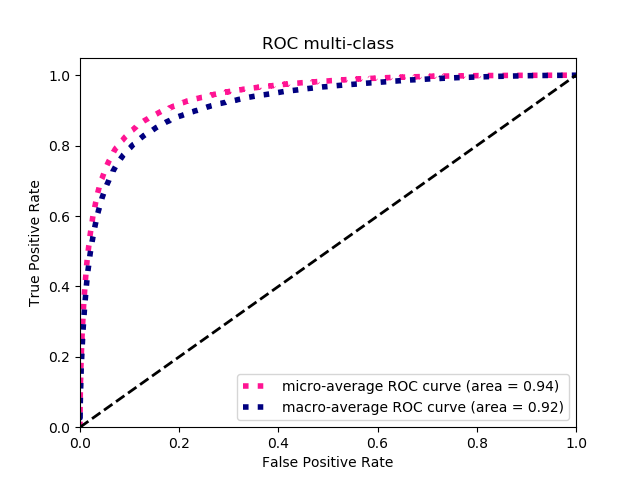 ROC multi-class
True Positive Rate
1.0
0.8
0.6
0.4
0.2
0.0
micro-average ROC curve (area = 0.94)
macro-average ROC curve (area = 0.92)
0.0 0.2 0.4 0.6 0.8 1.0
False Positive Rate